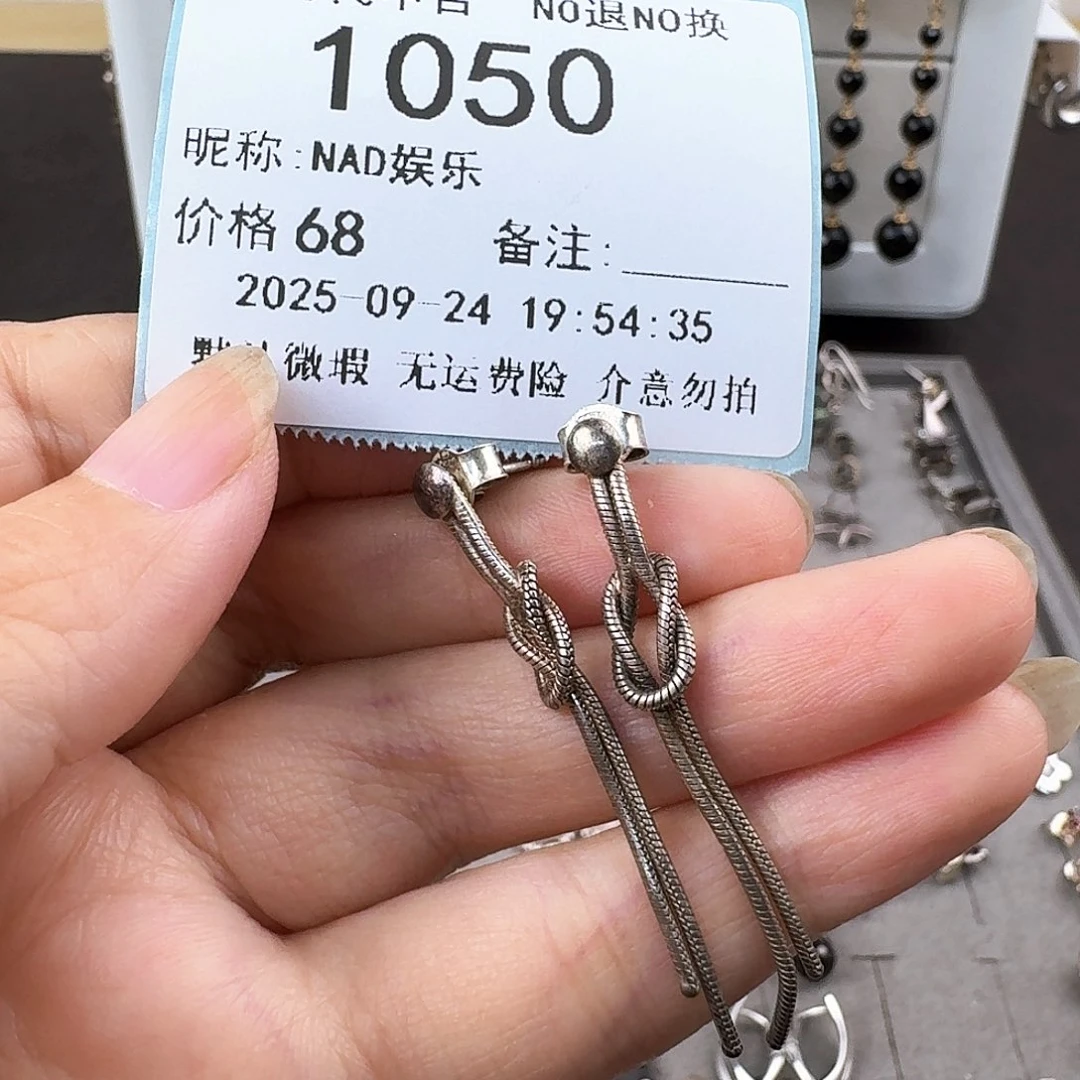 NO退NO换
1050
昵称:NAD娱乐
价格 68 备注:
2025-09-24 19:54:35
微瑕 无运费险 介意勿拍